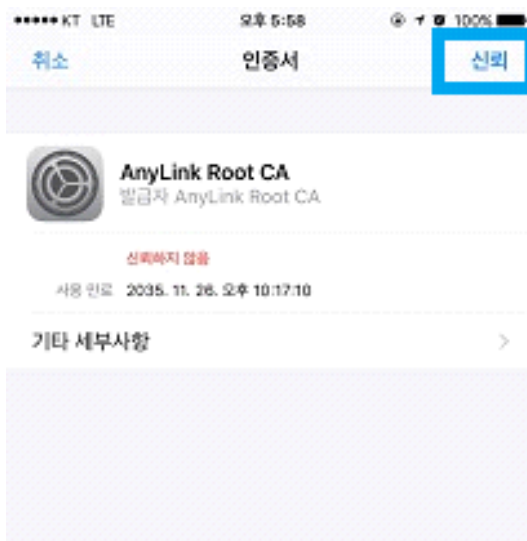 KT LTE 오후 5:58 100%
취소 인증서 신뢰
AnyLink Root CA
발급자 AnyLink Root CA
신뢰하지 않음
사용 만료 2035. 11. 26. 오후 10:17:10
기타 세부사항